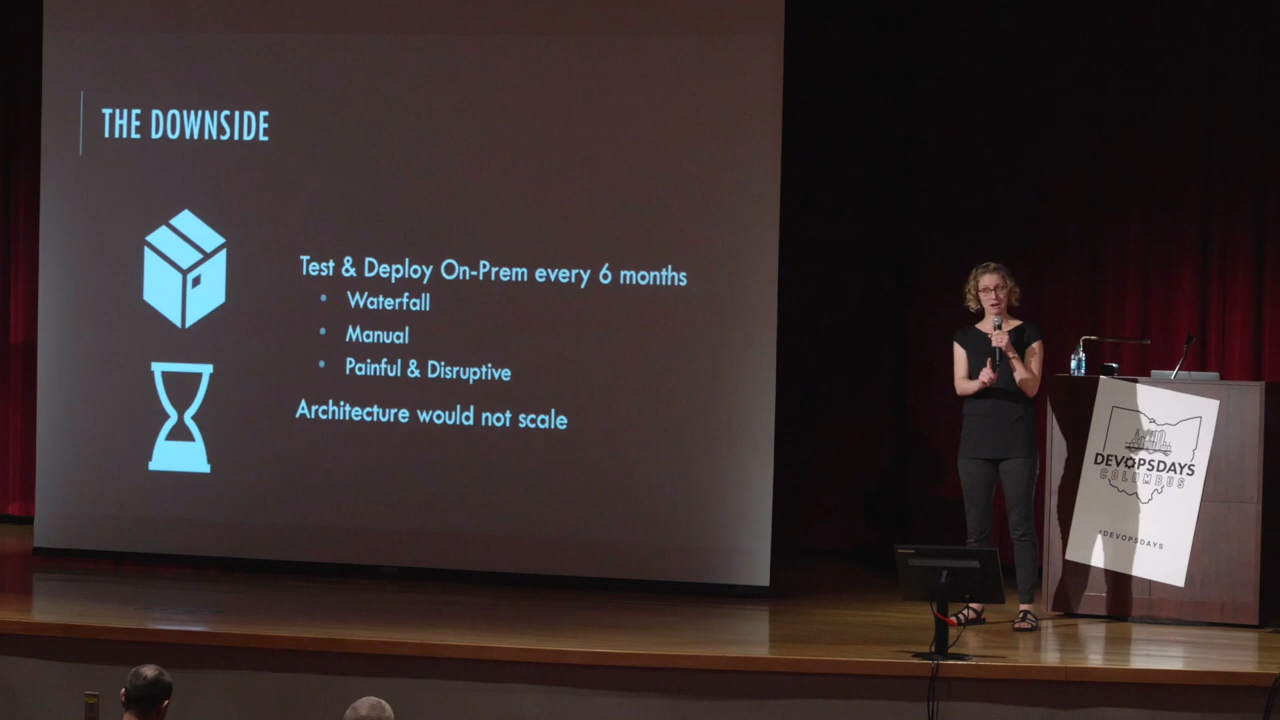 THE DOWNSIDE
Test & Deploy On-Prem every 6 months
• Waterfall
• Manual
• Painful & Disruptive
Architecture would not scale
DEVOPSDAYS
COLUMBUS
#DEVOPSDAYS